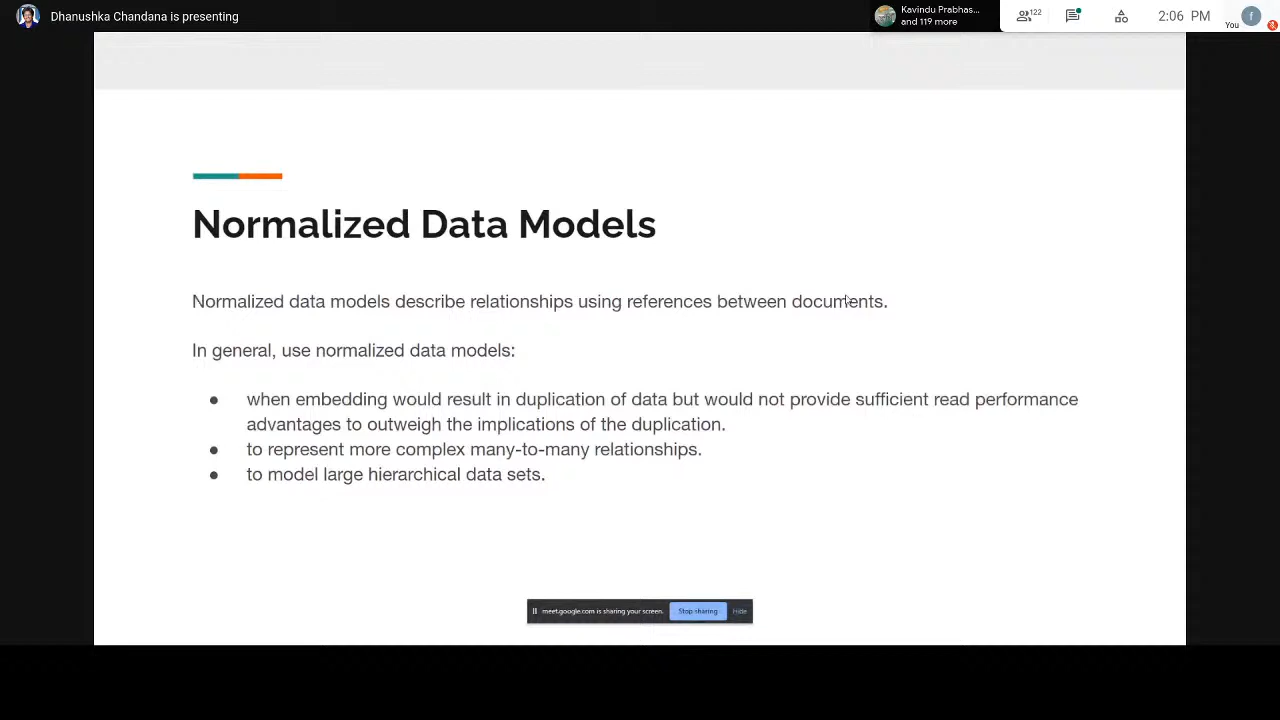 Dhanushka Chandana is presenting
Kavindu Prabhas...
and 119 more
122
2:06 PM
You
f
Normalized Data Models
Normalized data models describe relationships using references between documents.
In general, use normalized data models:
● when embedding would result in duplication of data but would not provide sufficient read performance
advantages to outweigh the implications of the duplication.
● to represent more complex many-to-many relationships.
● to model large hierarchical data sets.
meet.google.com is sharing your screen.
Stop sharing
Hide